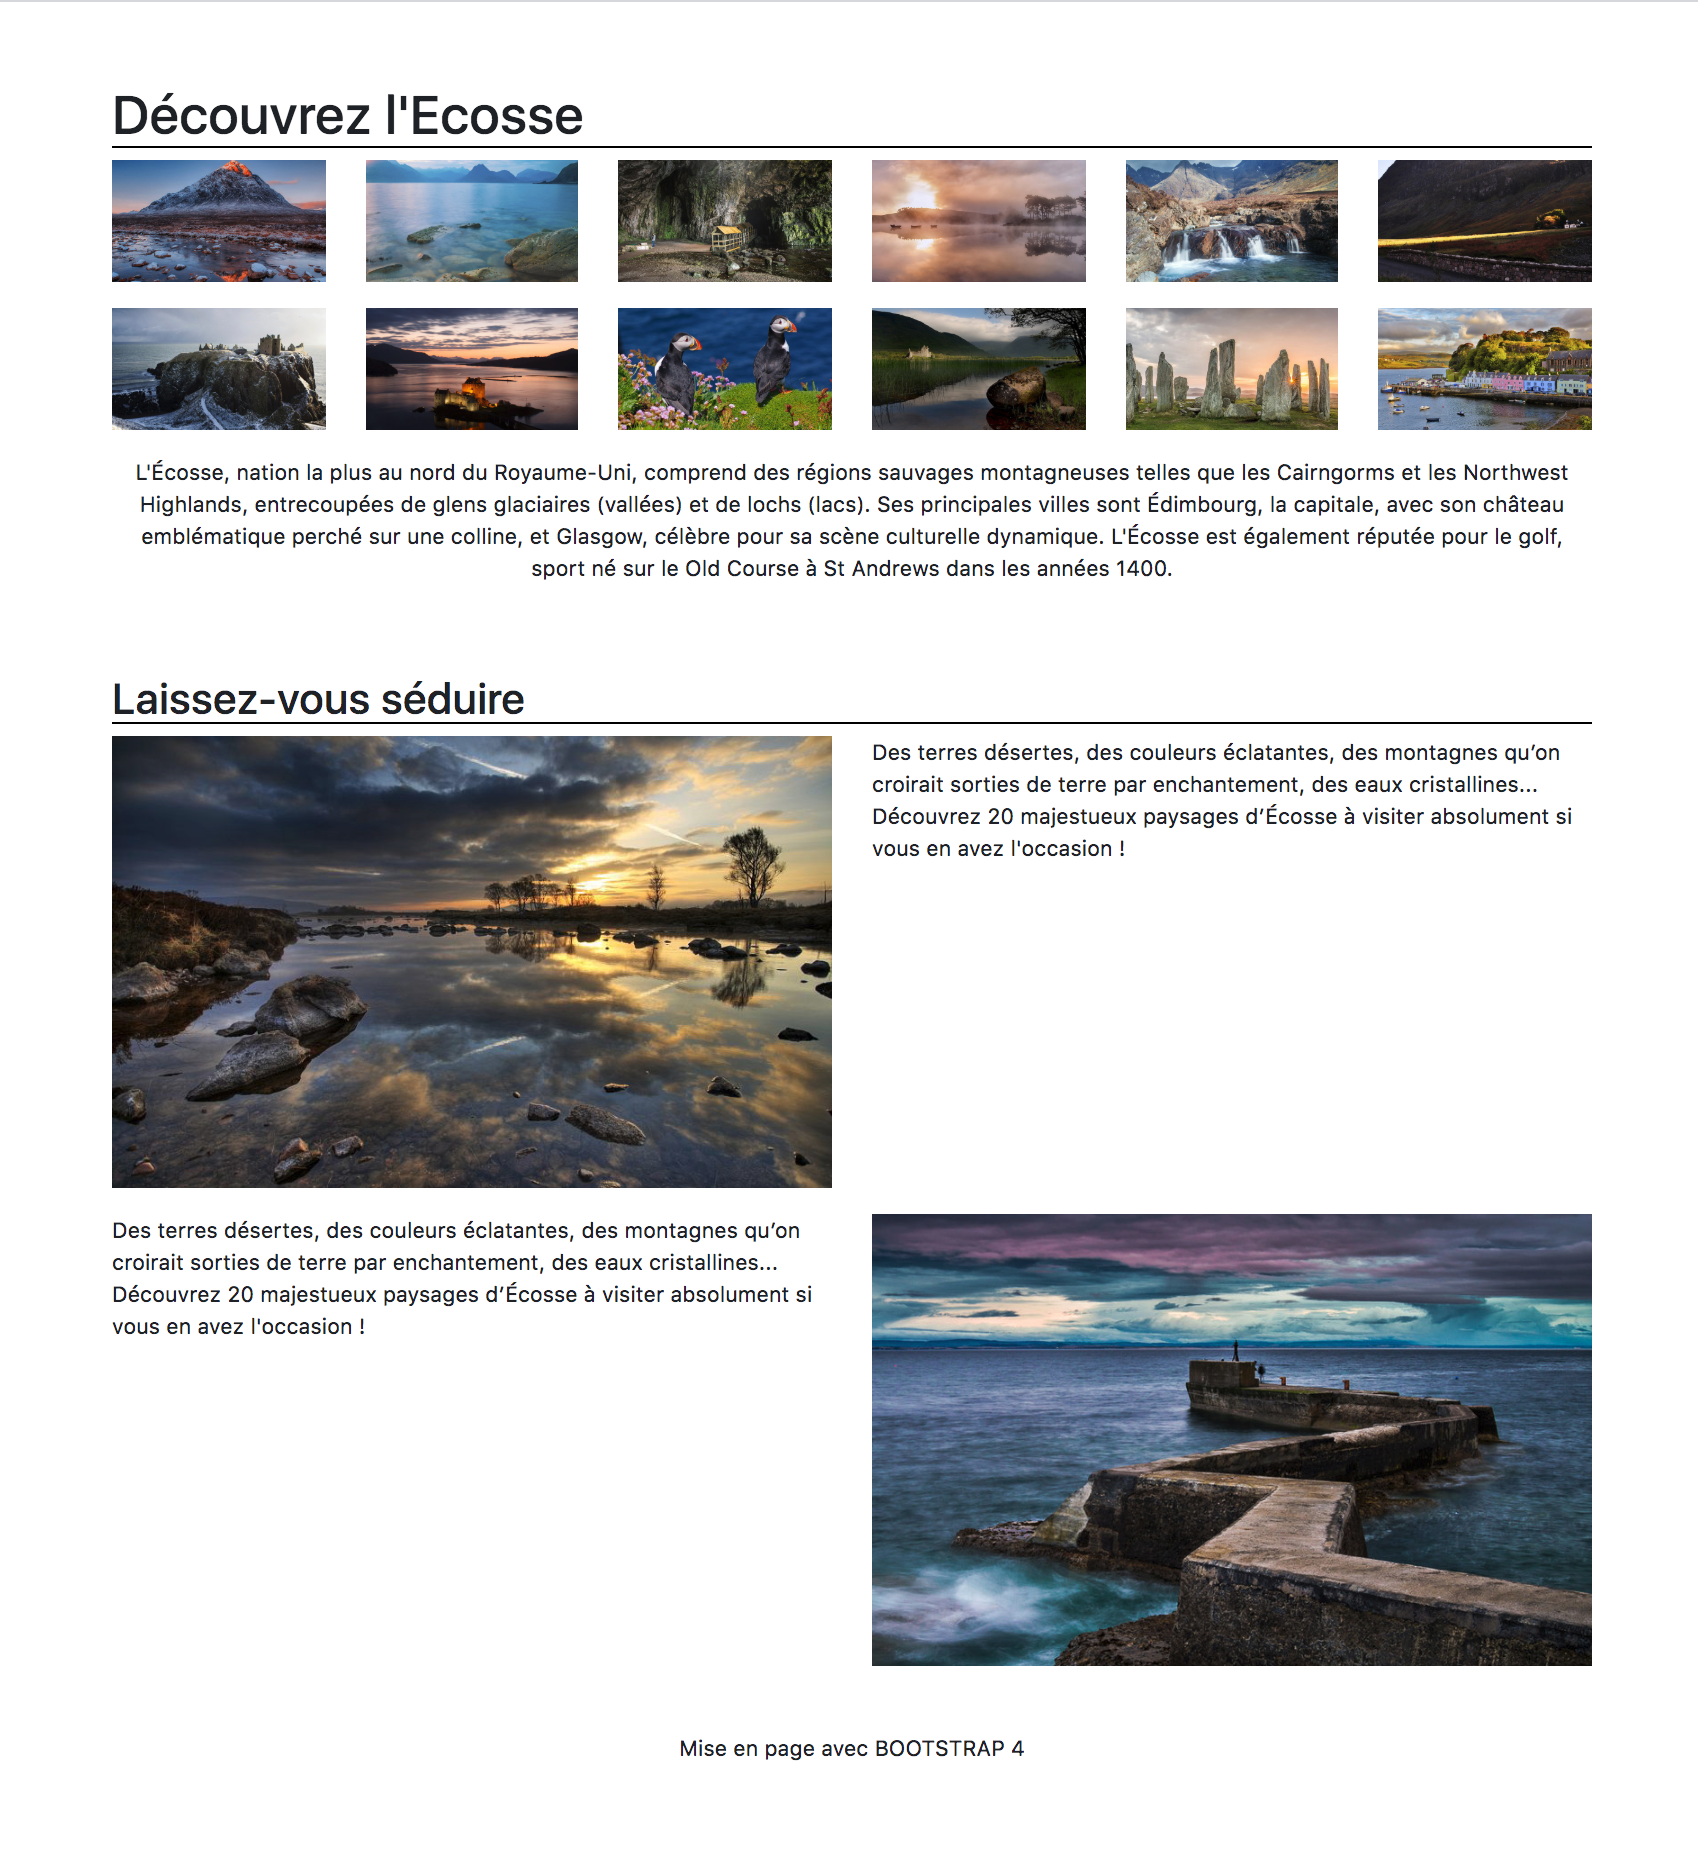 Découvrez l'Ecosse
L'Écosse, nation la plus au nord du Royaume-Uni, comprend des régions sauvages montagneuses telles que les Cairngorms et les Northwest
Highlands, entrecoupées de glens glaciaires (vallées) et de lochs (lacs). Ses principales villes sont Édimbourg, la capitale, avec son château
emblématique perché sur une colline, et Glasgow, célèbre pour sa scène culturelle dynamique. L'Écosse est également réputée pour le golf,
sport né sur le Old Course à St Andrews dans les années 1400.
Laissez-vous séduire
Des terres désertes, des couleurs éclatantes, des montagnes qu’on
croirait sorties de terre par enchantement, des eaux cristallines...
Découvrez 20 majestueux paysages d’Écosse à visiter absolument si
vous en avez l'occasion !
Des terres désertes, des couleurs éclatantes, des montagnes qu’on
croirait sorties de terre par enchantement, des eaux cristallines...
Découvrez 20 majestueux paysages d’Écosse à visiter absolument si
vous en avez l'occasion !
Mise en page avec BOOTSTRAP 4